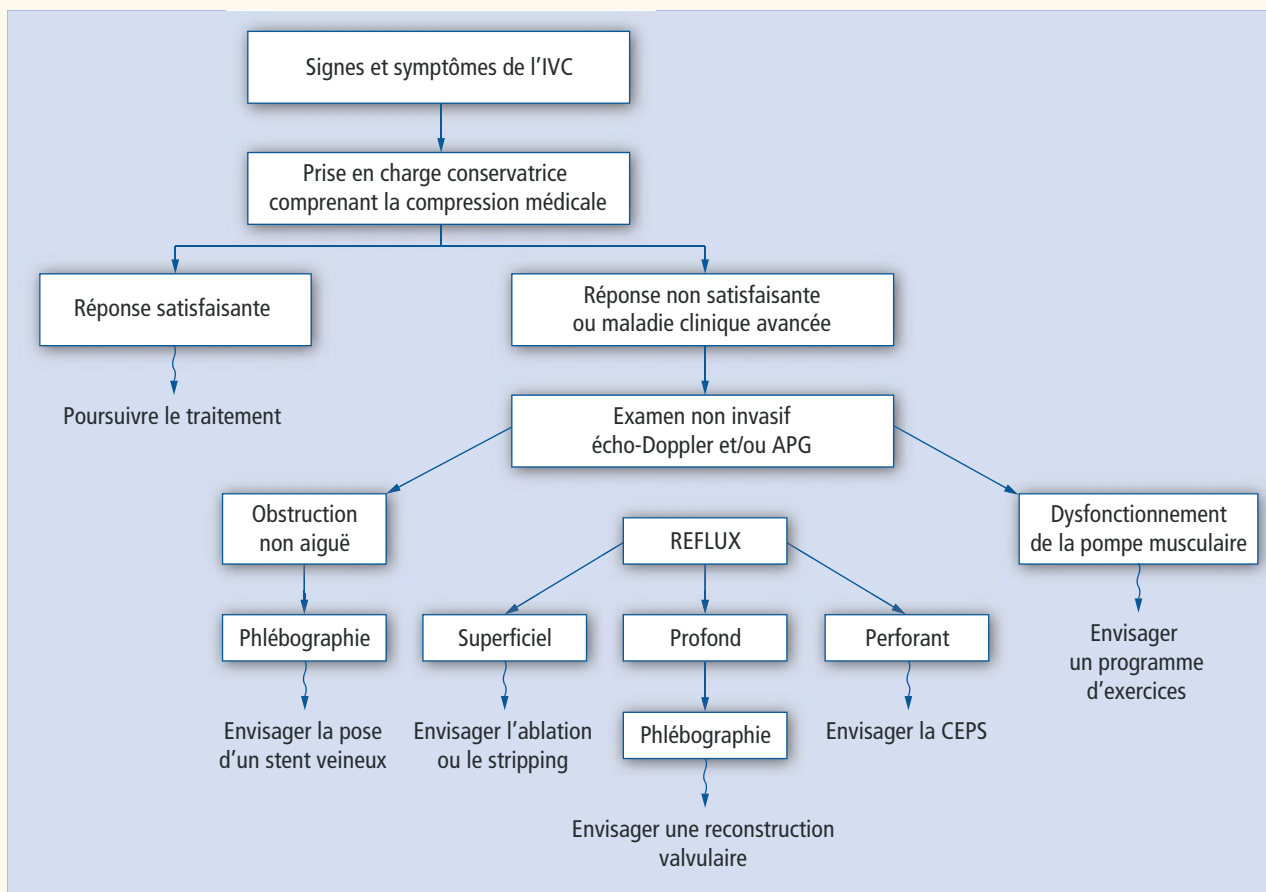 Signes et symptômes de l'IVC
Prise en charge conservatrice
comprenant la compression médicale
Réponse satisfaisante
Réponse non satisfaisante
ou maladie clinique avancée
Poursuivre le traitement
Examen non invasif
écho-Doppler et/ou APG
Obstruction
non aiguë
REFLUX
Dysfonctionnement
de la pompe musculaire
Phlébographie
Superficiel
Profond
Perforant
Envisager
un programme
d'exercices
Envisager la pose
d'un stent veineux
Envisager l'ablation
ou le stripping
Phlébographie
Envisager la CEPS
Envisager une reconstruction
valvulaire